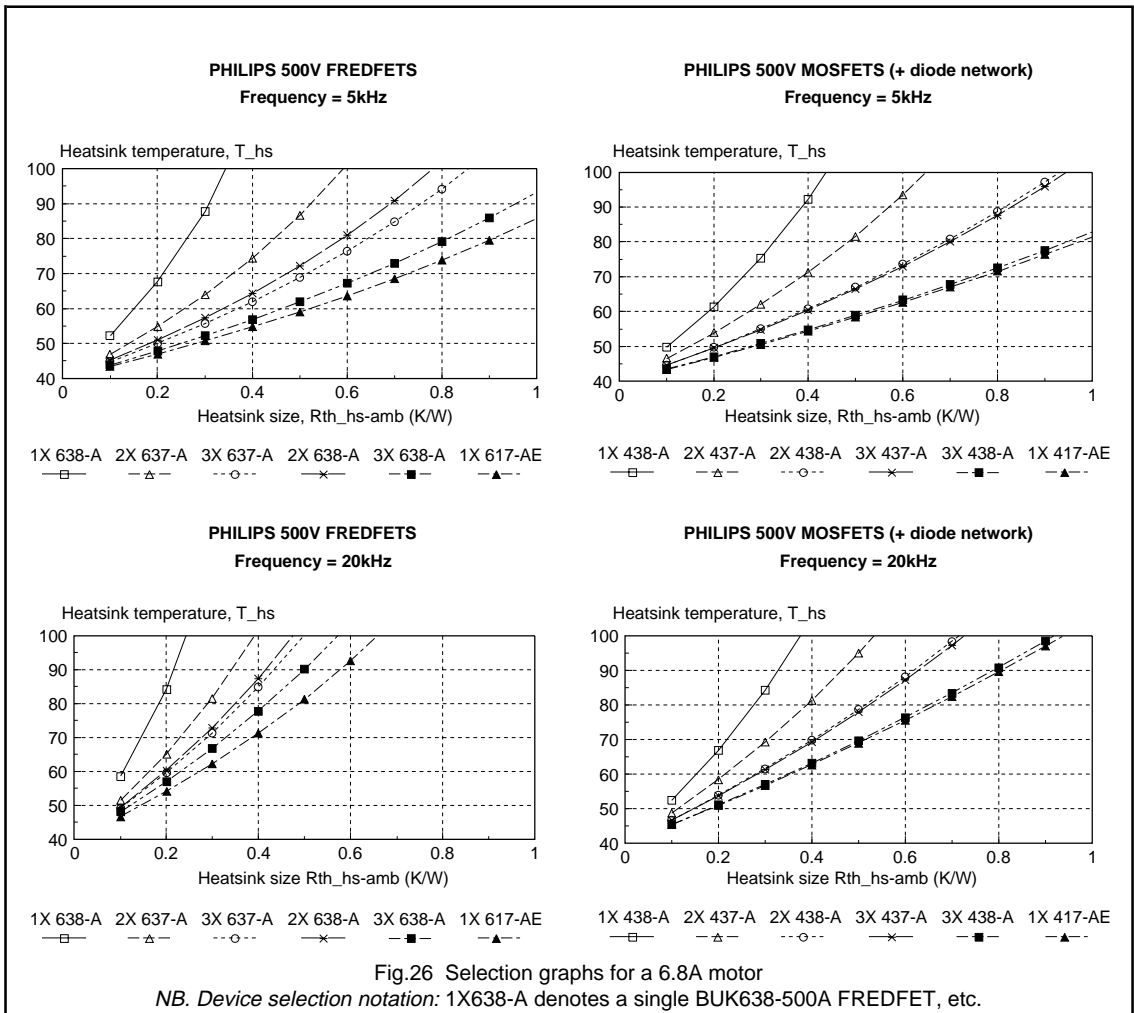 PHILIPS 500V FREDFETS
Frequency = 5kHz
Heatsink temperature, T_hs
100
90
80
70
60
50
40
0 0.2 0.4 0.6 0.8 1
Heatsink size, Rth_hs-amb (K/W)
1X 638-A 2X 637-A 3X 637-A 2X 638-A 3X 638-A 1X 617-AE
PHILIPS 500V MOSFETS (+ diode network)
Frequency = 5kHz
Heatsink temperature, T_hs
100
90
80
70
60
50
40
0 0.2 0.4 0.6 0.8 1
Heatsink size, Rth_hs-amb (K/W)
1X 438-A 2X 437-A 2X 438-A 3X 437-A 3X 438-A 1X 417-AE
PHILIPS 500V FREDFETS
Frequency = 20kHz
Heatsink temperature, T_hs
100
90
80
70
60
50
40
0 0.2 0.4 0.6 0.8 1
Heatsink size Rth_hs-amb (K/W)
1X 638-A 2X 637-A 3X 637-A 2X 638-A 3X 638-A 1X 617-AE
PHILIPS 500V MOSFETS (+ diode network)
Frequency = 20kHz
Heatsink temperature, T_hs
100
90
80
70
60
50
40
0 0.2 0.4 0.6 0.8 1
Heatsink size Rth_hs-amb (K/W)
1X 438-A 2X 437-A 2X 438-A 3X 437-A 3X 438-A 1X 417-AE
Fig.26 Selection graphs for a 6.8A motor
NB. Device selection notation: 1X638-A denotes a single BUK638-500A FREDFET, etc.